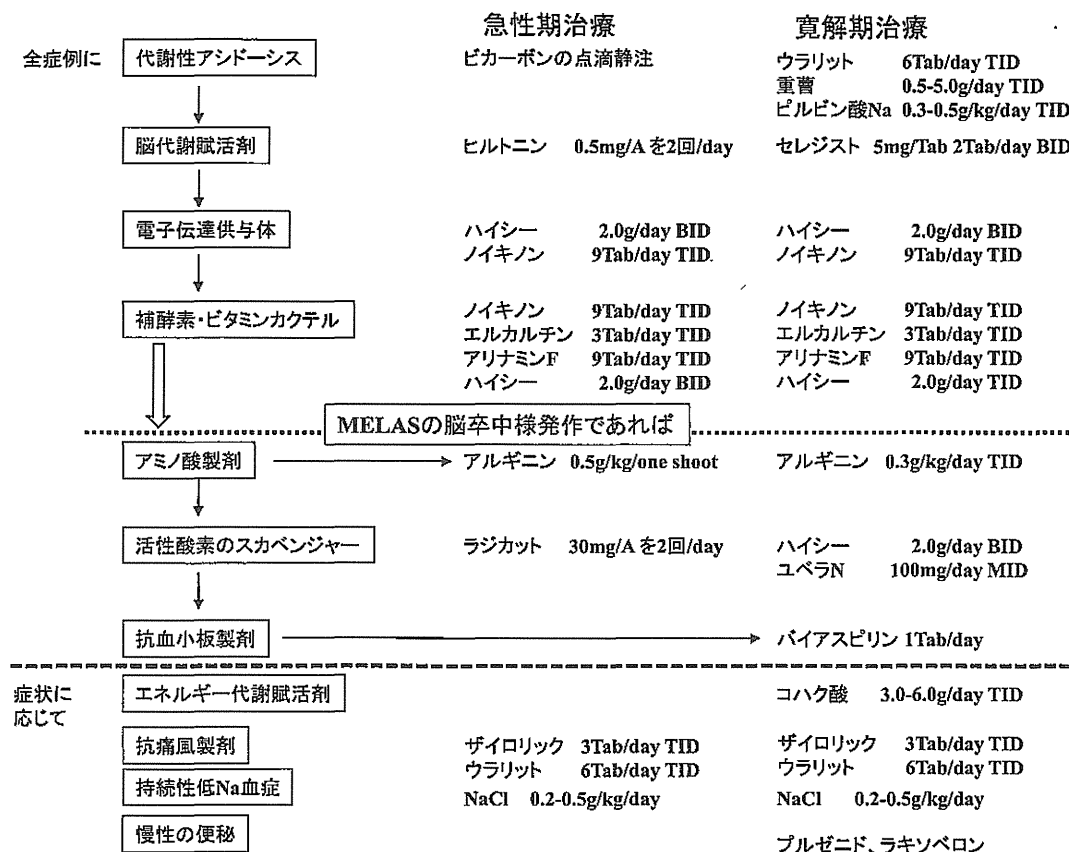 急性期治療 寛解期治療
全症例に 代謝性アシドーシス ビカーボンの点滴静注 ウラリット 6Tab/day TID
重曹 0.5-5.0g/day TID
ピルビン酸Na 0.3-0.5g/kg/day TID
脳代謝賦活剤 ヒルトニン 0.5mg/A を2回/day セレジスト 5mg/Tab 2Tab/day BID
電子伝達供与体 ハイシー 2.0g/day BID ハイシー 2.0g/day BID
ノイキノン 9Tab/day TID. ノイキノン 9Tab/day TID
補酵素・ビタミンカクテル ノイキノン 9Tab/day TID ノイキノン 9Tab/day TID
エルカルチン 3Tab/day TID エルカルチン 3Tab/day TID
アリナミンF 9Tab/day TID アリナミンF 9Tab/day TID
ハイシー 2.0g/day BID ハイシー 2.0g/day TID
MELASの脳卒中様発作であれば
アミノ酸製剤 アルギニン 0.5g/kg/one shoot アルギニン 0.3g/kg/day TID
活性酸素のスカベンジャー ラジカット 30mg/A を2回/day ハイシー 2.0g/day BID
ユベラN 100mg/day MID
抗血小板製剤 バイアスピリン 1Tab/day
症状に エネルギー代謝賦活剤 コハク酸 3.0-6.0g/day TID
応じて
抗痛風製剤 ザイロリック 3Tab/day TID ザイロリック 3Tab/day TID
ウラリット 6Tab/day TID ウラリット 6Tab/day TID
持続性低Na血症 NaCl 0.2-0.5g/kg/day NaCl 0.2-0.5g/kg/day
慢性の便秘 プルゼニド、ラキソベロン